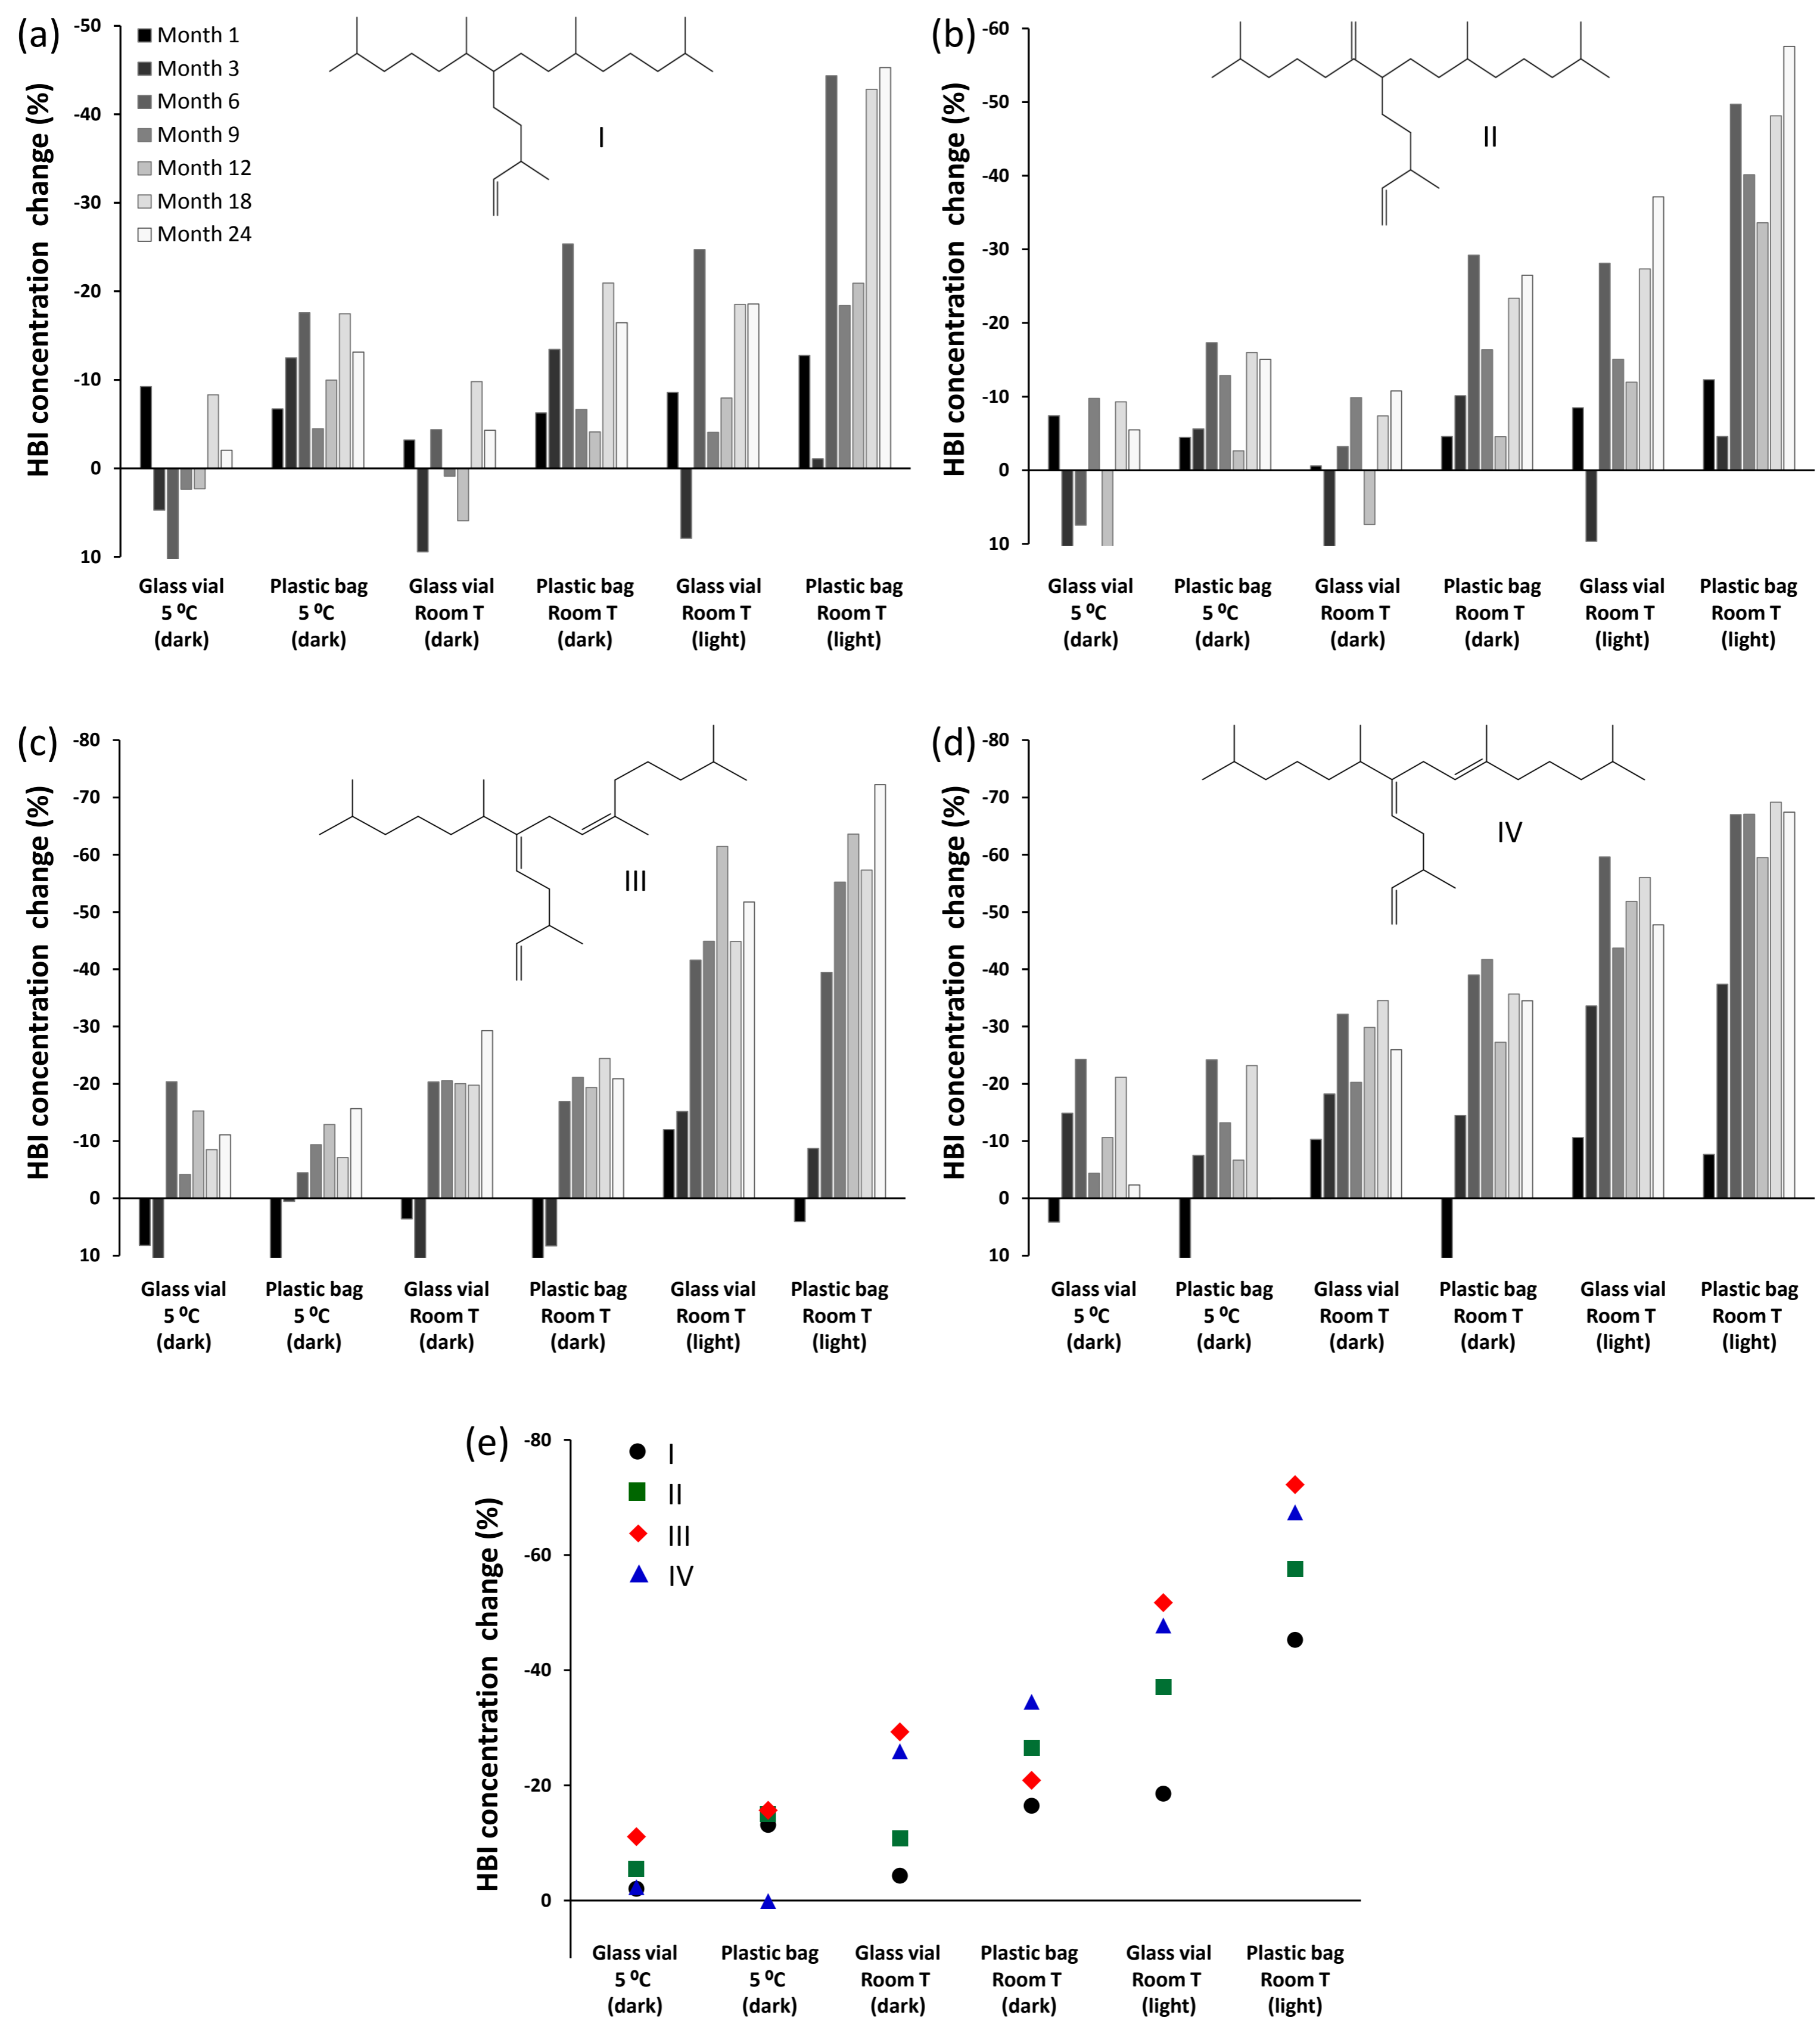 (a)
HBI concentration change (%)
-50
-40
-30
-20
-10
0
10
Month 1
Month 3
Month 6
Month 9
Month 12
Month 18
Month 24
I
Glass vial Plastic bag Glass vial Plastic bag Glass vial Plastic bag
5 ⁰C 5 ⁰C Room T Room T Room T Room T
(dark) (dark) (dark) (dark) (light) (light)
(b)
HBI concentration change (%)
-60
-50
-40
-30
-20
-10
0
10
II
Glass vial Plastic bag Glass vial Plastic bag Glass vial Plastic bag
5 ⁰C 5 ⁰C Room T Room T Room T Room T
(dark) (dark) (dark) (dark) (light) (light)
(c)
HBI concentration change (%)
-80
-70
-60
-50
-40
-30
-20
-10
0
10
III
Glass vial Plastic bag Glass vial Plastic bag Glass vial Plastic bag
5 ⁰C 5 ⁰C Room T Room T Room T Room T
(dark) (dark) (dark) (dark) (light) (light)
(d)
HBI concentration change (%)
-80
-70
-60
-50
-40
-30
-20
-10
0
10
IV
Glass vial Plastic bag Glass vial Plastic bag Glass vial Plastic bag
5 ⁰C 5 ⁰C Room T Room T Room T Room T
(dark) (dark) (dark) (dark) (light) (light)
(e)
HBI concentration change (%)
-80
-60
-40
-20
0
I
II
III
IV
Glass vial Plastic bag Glass vial Plastic bag Glass vial Plastic bag
5 ⁰C 5 ⁰C Room T Room T Room T Room T
(dark) (dark) (dark) (dark) (light) (light)